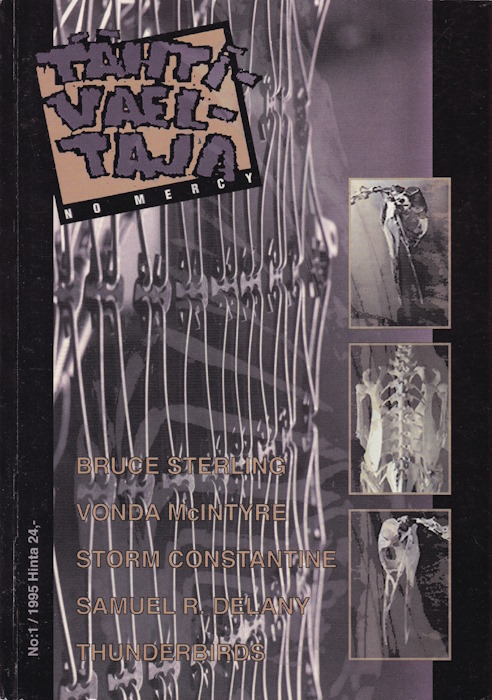 TÄHTI-
VAEL-
TAJA
NO MERCY
BRUCE STERLING
VONDA McINTYRE
STORM CONSTANTINE
SAMUEL R. DELANY
THUNDERBIRDS
No:1 / 1995 Hinta 24,-